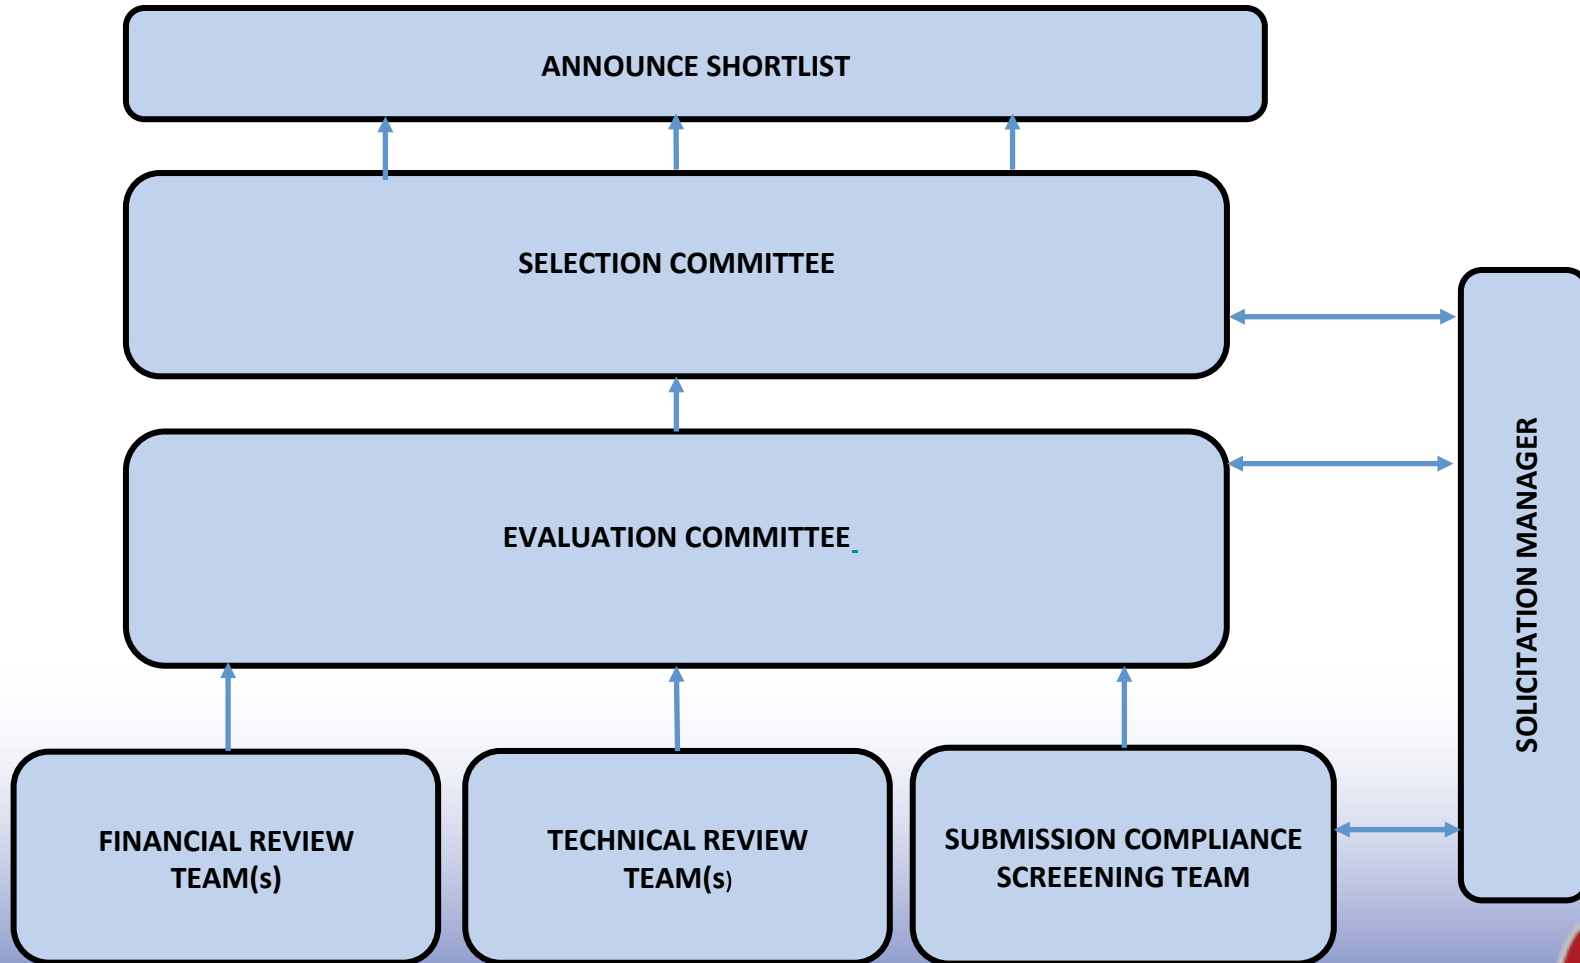 ANNOUNCE SHORTLIST
SELECTION COMMITTEE
EVALUATION COMMITTEE
SOLICITATION MANAGER
FINANCIAL REVIEW
TEAM(s)
TECHNICAL REVIEW
TEAM(s)
SUBMISSION COMPLIANCE
SCREEENING TEAM